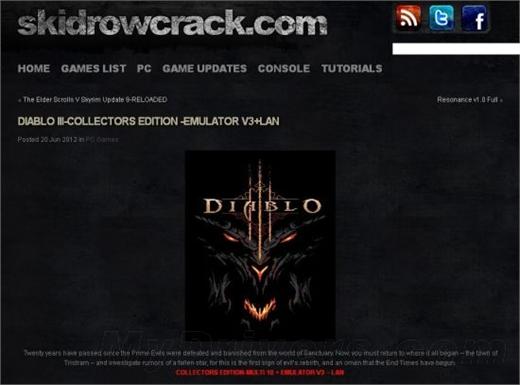 skidrowcrack.com
HOME GAMES LIST PC GAME UPDATES CONSOLE TUTORIALS
« The Elder Scrolls V Skyrim Update 9-RELOADED
Resonance v1.0 Full »
DIABLO III-COLLECTORS EDITION -EMULATOR V3+LAN
Posted 20 Jun 2012 in PC Games
DIABLO
Twenty years have passed since the Prime Evils were defeated and banished from the world of Sanctuary. Now, you must return to where it all began – the town of
Tristram – and investigate rumors of a fallen star, for this is the first sign of evil's rebirth, and an omen that the End Times have begun.
COLLECTORS EDITION-MULTI 10 + EMULATOR V3 – LAN